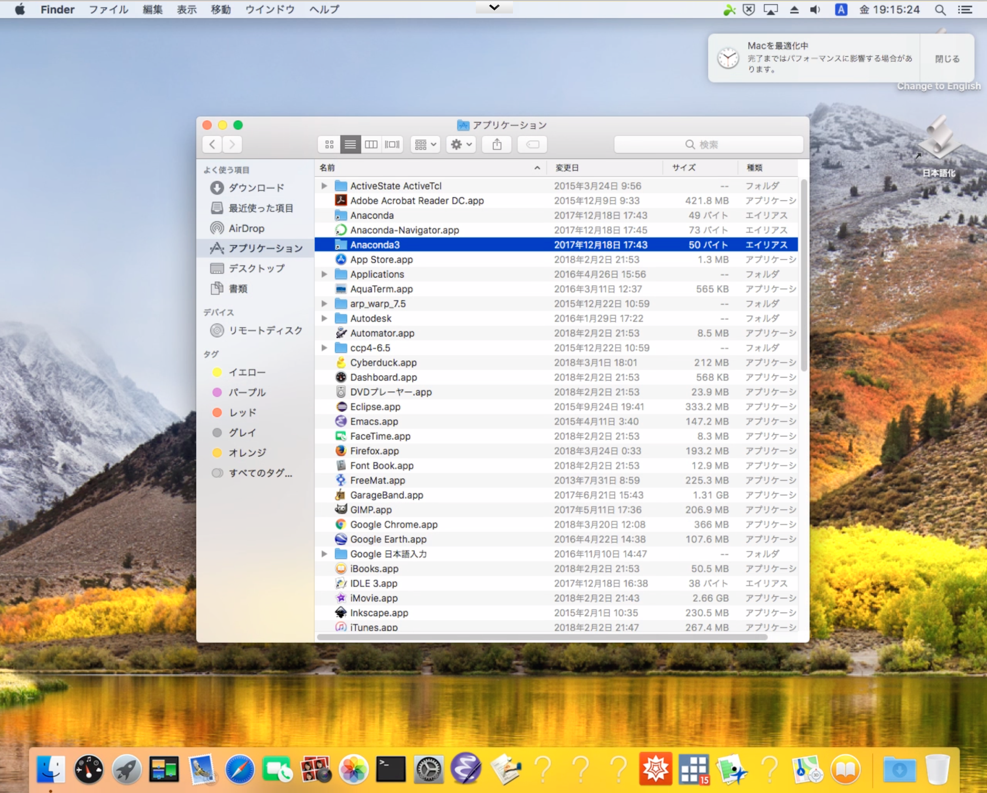 Finder ファイル 編集 表示 移動 ウインドウ ヘルプ
A 金 19:15:24
Macを最適化中
完了まではパフォーマンスに影響する場合があ
ります。
閉じる
Change to English
日本語化
アプリケーション
検索
よく使う項目
ダウンロード
最近使った項目
AirDrop
アプリケーション
デスクトップ
書類
デバイス
リモートディスク
タグ
イエロー
パープル
レッド
グレイ
オレンジ
すべてのタグ...
名前 変更日 サイズ 種類
ActiveState ActiveTcl 2015年3月24日 9:56 -- フォルダ
Adobe Acrobat Reader DC.app 2015年12月9日 9:33 421.8 MB アプリケーシ
Anaconda 2017年12月18日 17:43 49 バイト エイリアス
Anaconda-Navigator.app 2017年12月18日 17:45 73 バイト エイリアス
Anaconda3 2017年12月18日 17:43 50 バイト エイリアス
App Store.app 2018年2月2日 21:53 1.3 MB アプリケーシ
Applications 2016年4月26日 15:56 -- フォルダ
AquaTerm.app 2016年3月11日 12:37 565 KB アプリケーシ
arp_warp_7.5 2015年12月22日 10:59 -- フォルダ
Autodesk 2016年1月29日 17:22 -- フォルダ
Automator.app 2018年2月2日 21:53 8.5 MB アプリケーシ
ccp4-6.5 2015年12月22日 10:59 -- フォルダ
Cyberduck.app 2018年3月1日 18:01 212 MB アプリケーシ
Dashboard.app 2018年2月2日 21:53 568 KB アプリケーシ
DVDプレーヤー.app 2018年2月2日 21:53 23.9 MB アプリケーシ
Eclipse.app 2015年9月24日 19:41 333.2 MB アプリケーシ
Emacs.app 2015年4月11日 3:40 147.2 MB アプリケーシ
FaceTime.app 2018年2月2日 21:53 8.3 MB アプリケーシ
Firefox.app 2018年3月24日 0:33 193.2 MB アプリケーシ
Font Book.app 2018年2月2日 21:53 12.9 MB アプリケーシ
FreeMat.app 2013年7月31日 8:59 225.3 MB アプリケーシ
GarageBand.app 2017年6月21日 15:43 1.31 GB アプリケーシ
GIMP.app 2017年5月11日 17:36 206.9 MB アプリケーシ
Google Chrome.app 2018年3月20日 12:08 366 MB アプリケーシ
Google Earth.app 2016年4月22日 14:38 107.6 MB アプリケーシ
Google 日本語入力 2016年11月10日 14:47 -- フォルダ
iBooks.app 2018年2月2日 21:53 50.5 MB アプリケーシ
IDLE 3.app 2017年12月18日 16:38 38 バイト エイリアス
iMovie.app 2018年2月2日 21:43 2.66 GB アプリケーシ
Inkscape.app 2015年2月1日 10:35 230.5 MB アプリケーシ
iTunes.app 2018年2月2日 21:47 267.4 MB アプリケーシ
? ? ? 15 ?